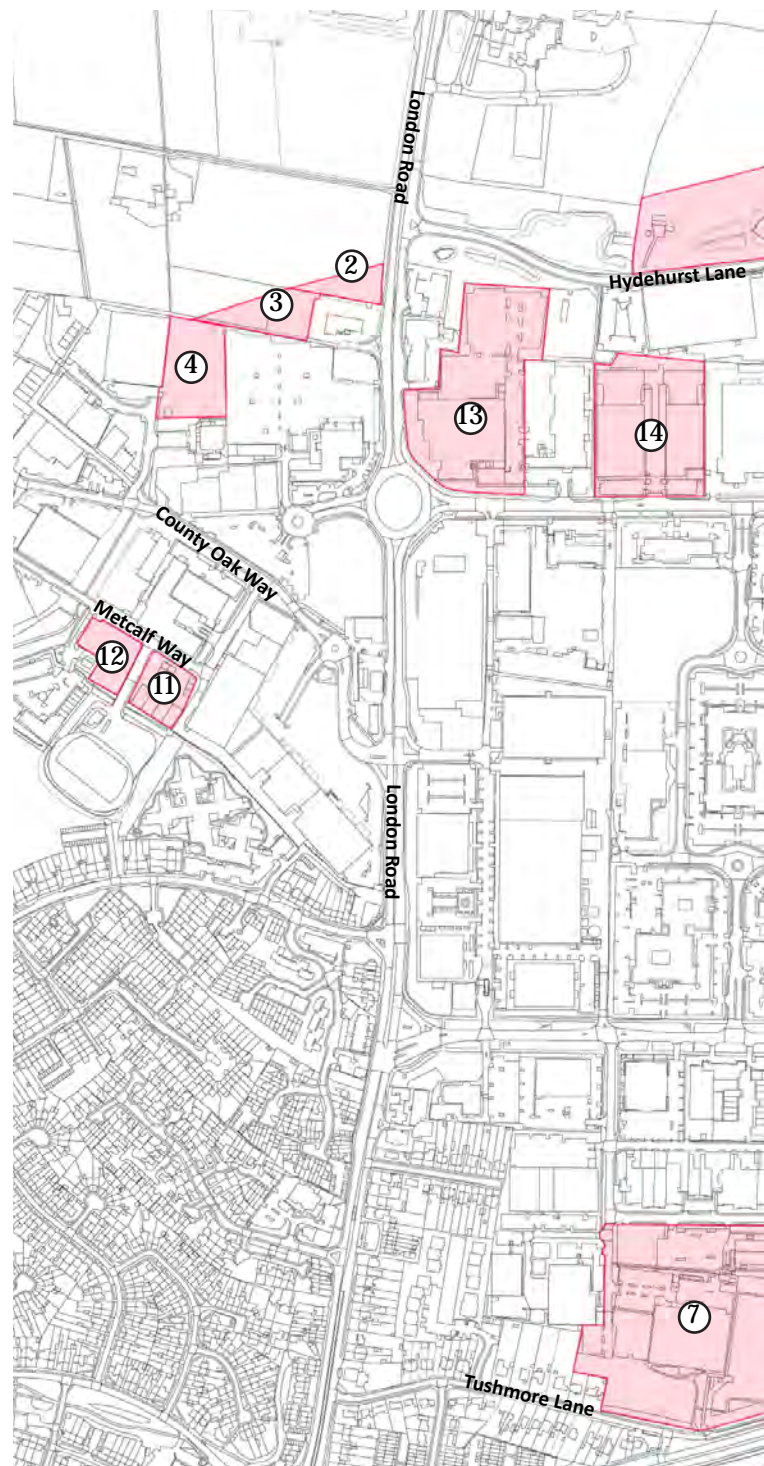 London Road
②
Hydehurst Lane
③
④
⑬
⑭
County Oak Way
Metcalf Way
⑫
⑪
London Road
⑦
Tushmore Lane